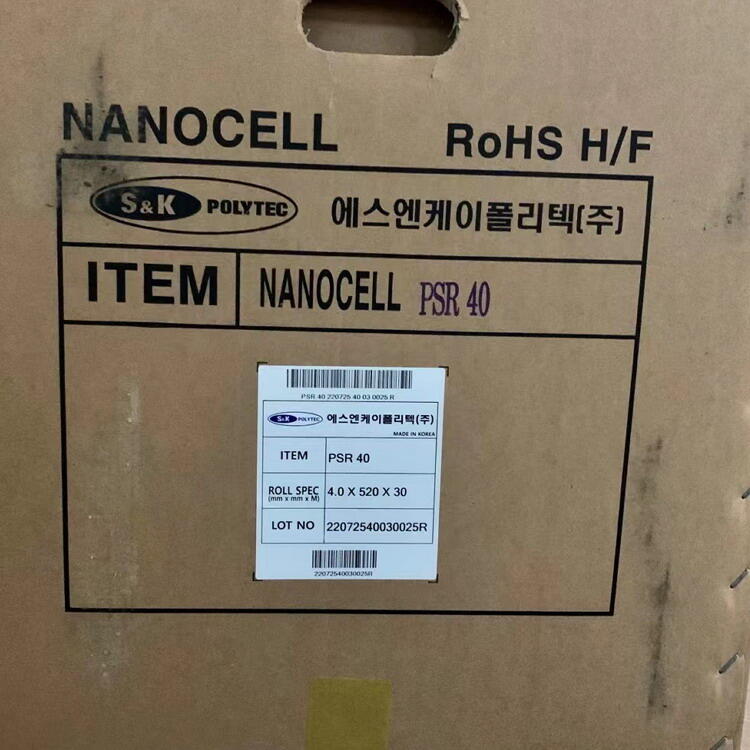 NANOCELL RoHS H/F
S&K POLYTEC 에스엔케이폴리텍(주)
ITEM NANOCELL PSR 40
PSR 40 220725 40 03 0025 R
S&K POLYTEC 에스엔케이폴리텍(주)
MADE IN KOREA
ITEM PSR 40
ROLL SPEC 4.0 X 520 X 30
(mm x mm x M)
LOT NO 22072540030025R
22072540030025R